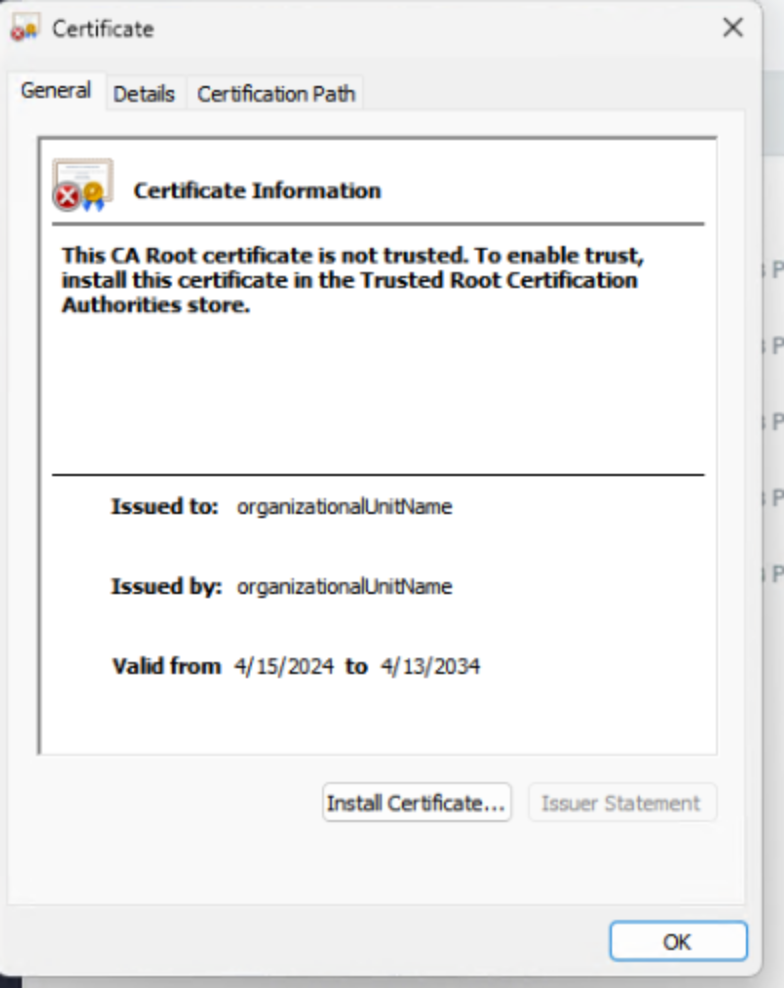 Certificate
General Details Certification Path
Certificate Information
This CA Root certificate is not trusted. To enable trust,
install this certificate in the Trusted Root Certification
Authorities store.
Issued to: organizationalUnitName
Issued by: organizationalUnitName
Valid from 4/15/2024 to 4/13/2034
Install Certificate... Issuer Statement
OK